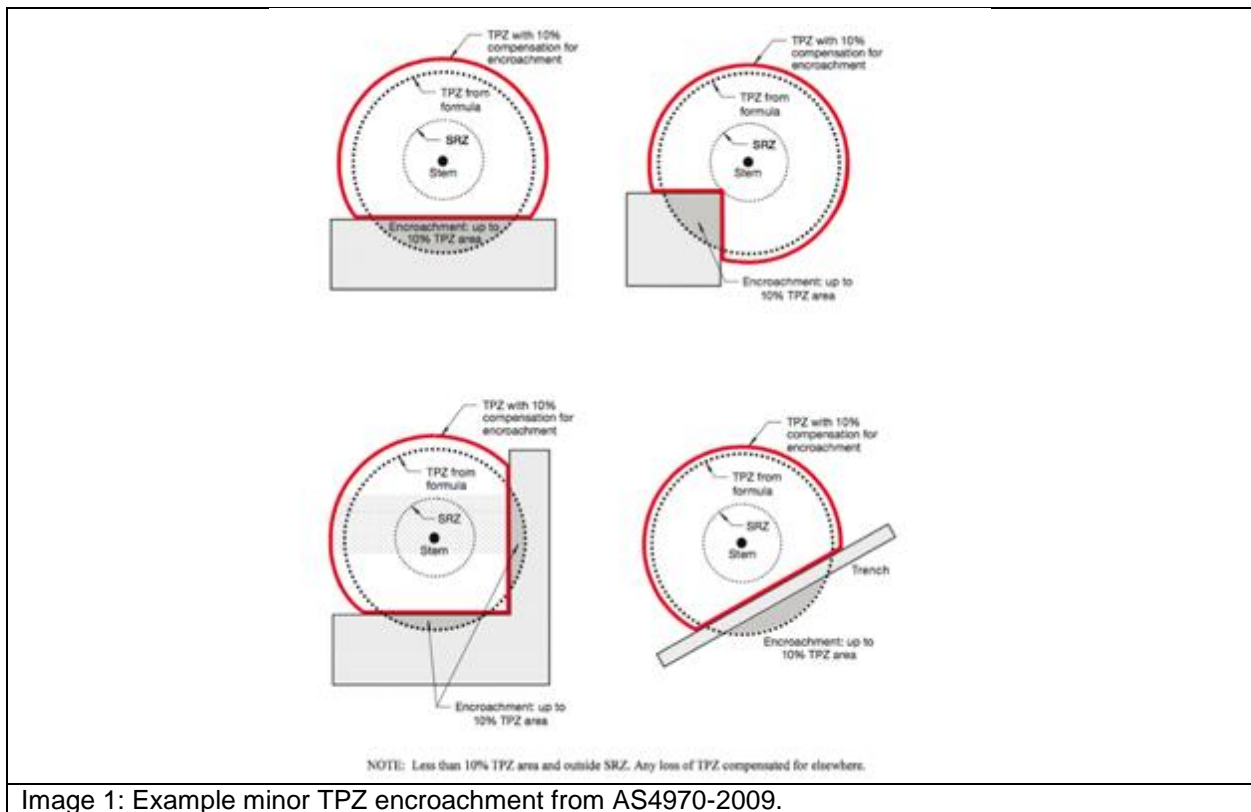 TPZ with 10%
compensation for
encroachment
TPZ from
formula
SRZ
Stem
Encroachment: up to
10% TPZ area
TPZ with 10%
compensation for
encroachment
TPZ from
formula
SRZ
Stem
Encroachment: up to
10% TPZ area
TPZ with 10%
compensation for
encroachment
TPZ from
formula
SRZ
Stem
Encroachment: up to
10% TPZ area
TPZ with 10%
compensation for
encroachment
TPZ from
formula
SRZ
Stem
Trench
Encroachment: up to
10% TPZ area
NOTE: Less than 10% TPZ area and outside SRZ. Any loss of TPZ compensated for elsewhere.
Image 1: Example minor TPZ encroachment from AS4970-2009.